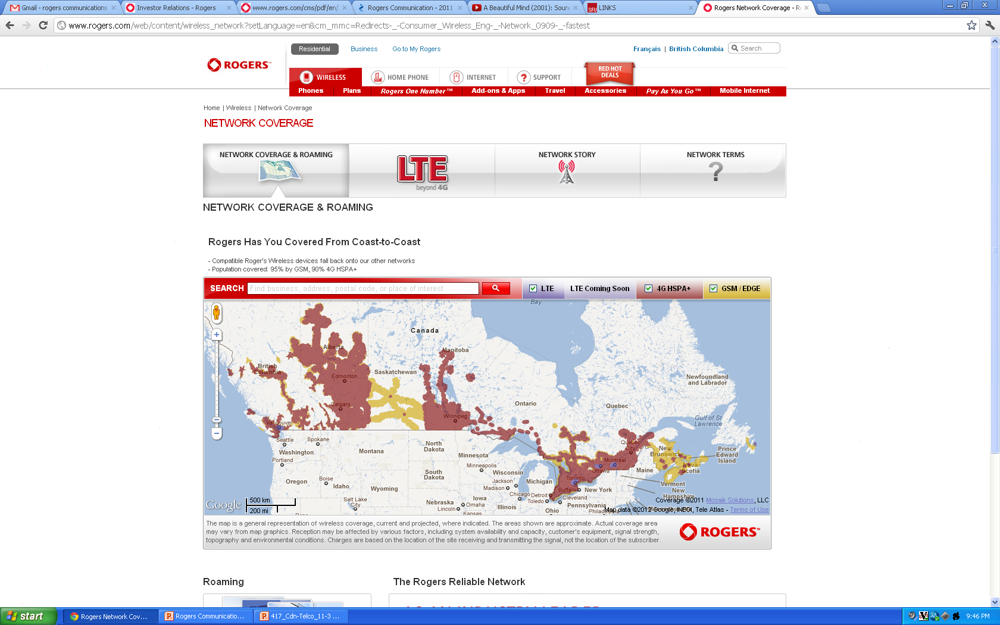 Gmail - rogers communications
Investor Relations - Rogers
www.rogers.com/cms/pdf/en/
Rogers Communication - 2011
A Beautiful Mind (2001): Soun
SFU LINKS
Rogers Network Coverage - R
www.rogers.com/web/content/wireless_network?setLanguage=en&cm_mmc=Redirects-_-Consumer_Wireless_Eng-_-Network_0909-_-fastest
Residential Business Go to My Rogers
Français | British Columbia Search
ROGERS™
WIRELESS HOME PHONE INTERNET SUPPORT
RED HOT
DEALS
Phones Plans Rogers One Number™ Add-ons & Apps Travel Accessories Pay As You Go™ Mobile Internet
Home | Wireless | Network Coverage
NETWORK COVERAGE
NETWORK COVERAGE & ROAMING
LTE
beyond 4G
NETWORK STORY
NETWORK TERMS
?
NETWORK COVERAGE & ROAMING
Rogers Has You Covered From Coast-to-Coast
- Compatible Roger's Wireless devices fall back onto our other networks
- Population covered: 95% by GSM, 90% 4G HSPA+
SEARCH Find business, address, postal code, or place of interest
LTE LTE Coming Soon 4G HSPA+ GSM / EDGE
Bay
Canada
Alberta
Manitoba
British
Columbia
Saskatchewan
Edmonton
Newfoundland
and Labrador
Ontario
Quebec
Calgary
Winnipeg
Gulf of St
Lawrence
Vancouver
Seattle
Spokane
Washington
Portland
Montana
North
Dakota
Minnesota
Minneapolis
Quebec
City
New
Brunswick
Prince
Edward
Island
Montreal
Ottawa
Nova
Scotia
Maine
Oregon
Boise
Idaho
Wyoming
South
Dakota
Wisconsin
Jackson
Madison
Michigan
Toronto
Buffalo
New York
Vermont
New
Hampshire
Salt Lake
City
Nebraska
Lincoln
Omaha
Iowa
Kansas
Chicago
Illinois
Detroit
Toledo
Cleveland
Ohio
Pennsylvania
Google
500 km
200 mi
Coverage ©2011 Mosaik Solutions, LLC
Map data ©2012 Google, INEGI, Tele Atlas - Terms of Use
The map is a general representation of wireless coverage, current and projected, where indicated. The areas shown are approximate. Actual coverage area
may vary from map graphics. Reception may be affected by various factors, including system availability and capacity, customer's equipment, signal strength,
topography and environmental conditions. Charges are based on the location of the site receiving and transmitting the signal, not the location of the subscriber.
ROGERS™
Roaming
The Rogers Reliable Network
start
Rogers Network Cov...
Rogers Communicatio...
417_Cdn-Telco_11-3 ...
9:46 PM